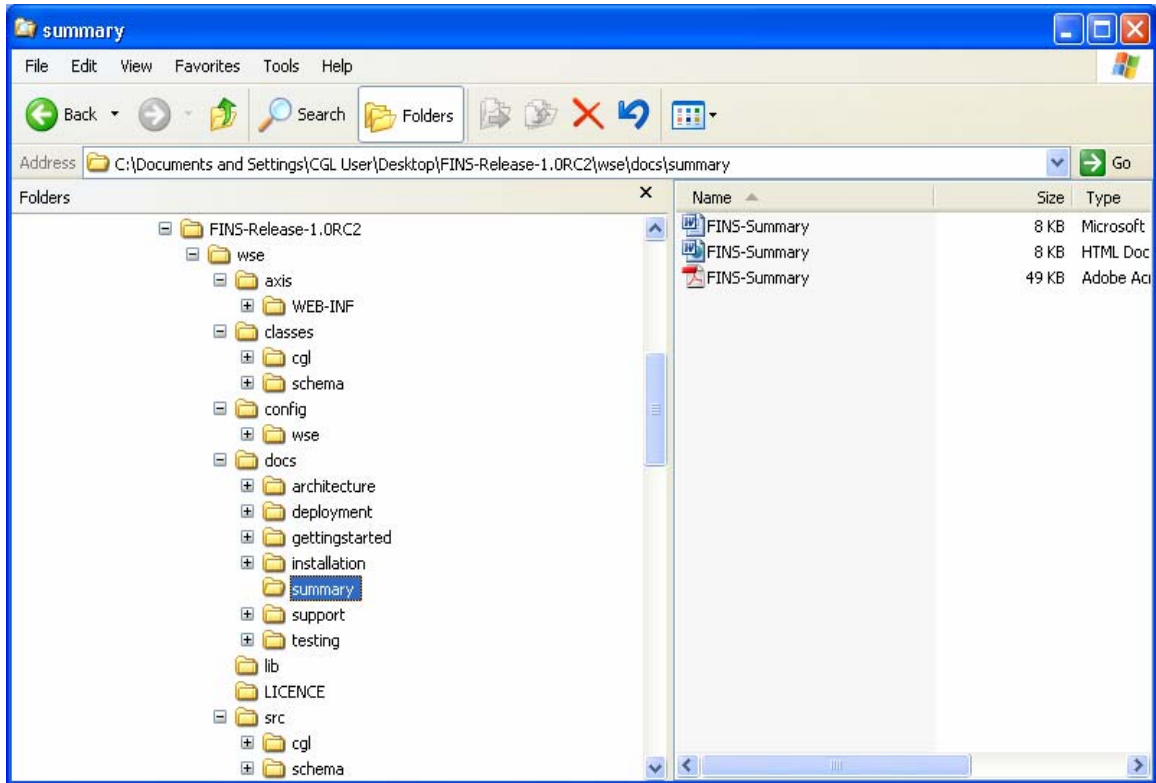 summary
File Edit View Favorites Tools Help
Back Search Folders
Address C:\Documents and Settings\CGL User\Desktop\FINS-Release-1.0RC2\wse\docs\summary Go
Folders x Name Size Type
FINS-Release-1.0RC2
wse
axis
WEB-INF
classes
cgl
schema
config
wse
docs
architecture
deployment
gettingstarted
installation
summary
support
testing
lib
LICENCE
src
cgl
schema
FINS-Summary 8 KB Microsoft
FINS-Summary 8 KB HTML Doc
FINS-Summary 49 KB Adobe Acr